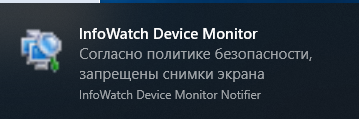 InfoWatch Device Monitor
Согласно политике безопасности,
запрещены снимки экрана
InfoWatch Device Monitor Notifier